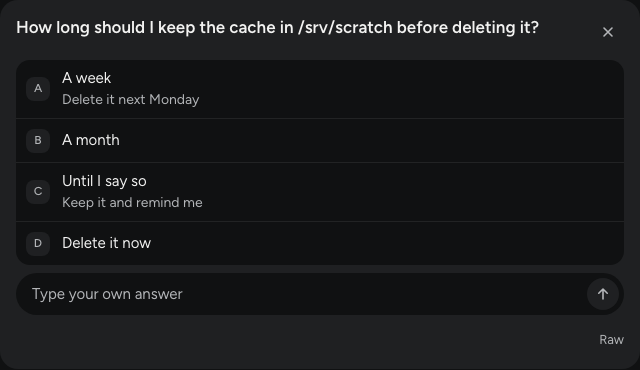 How long should I keep the cache in /srv/scratch before deleting it?
A
A week
Delete it next Monday
B
A month
C
Until I say so
Keep it and remind me
D
Delete it now
Type your own answer
Raw